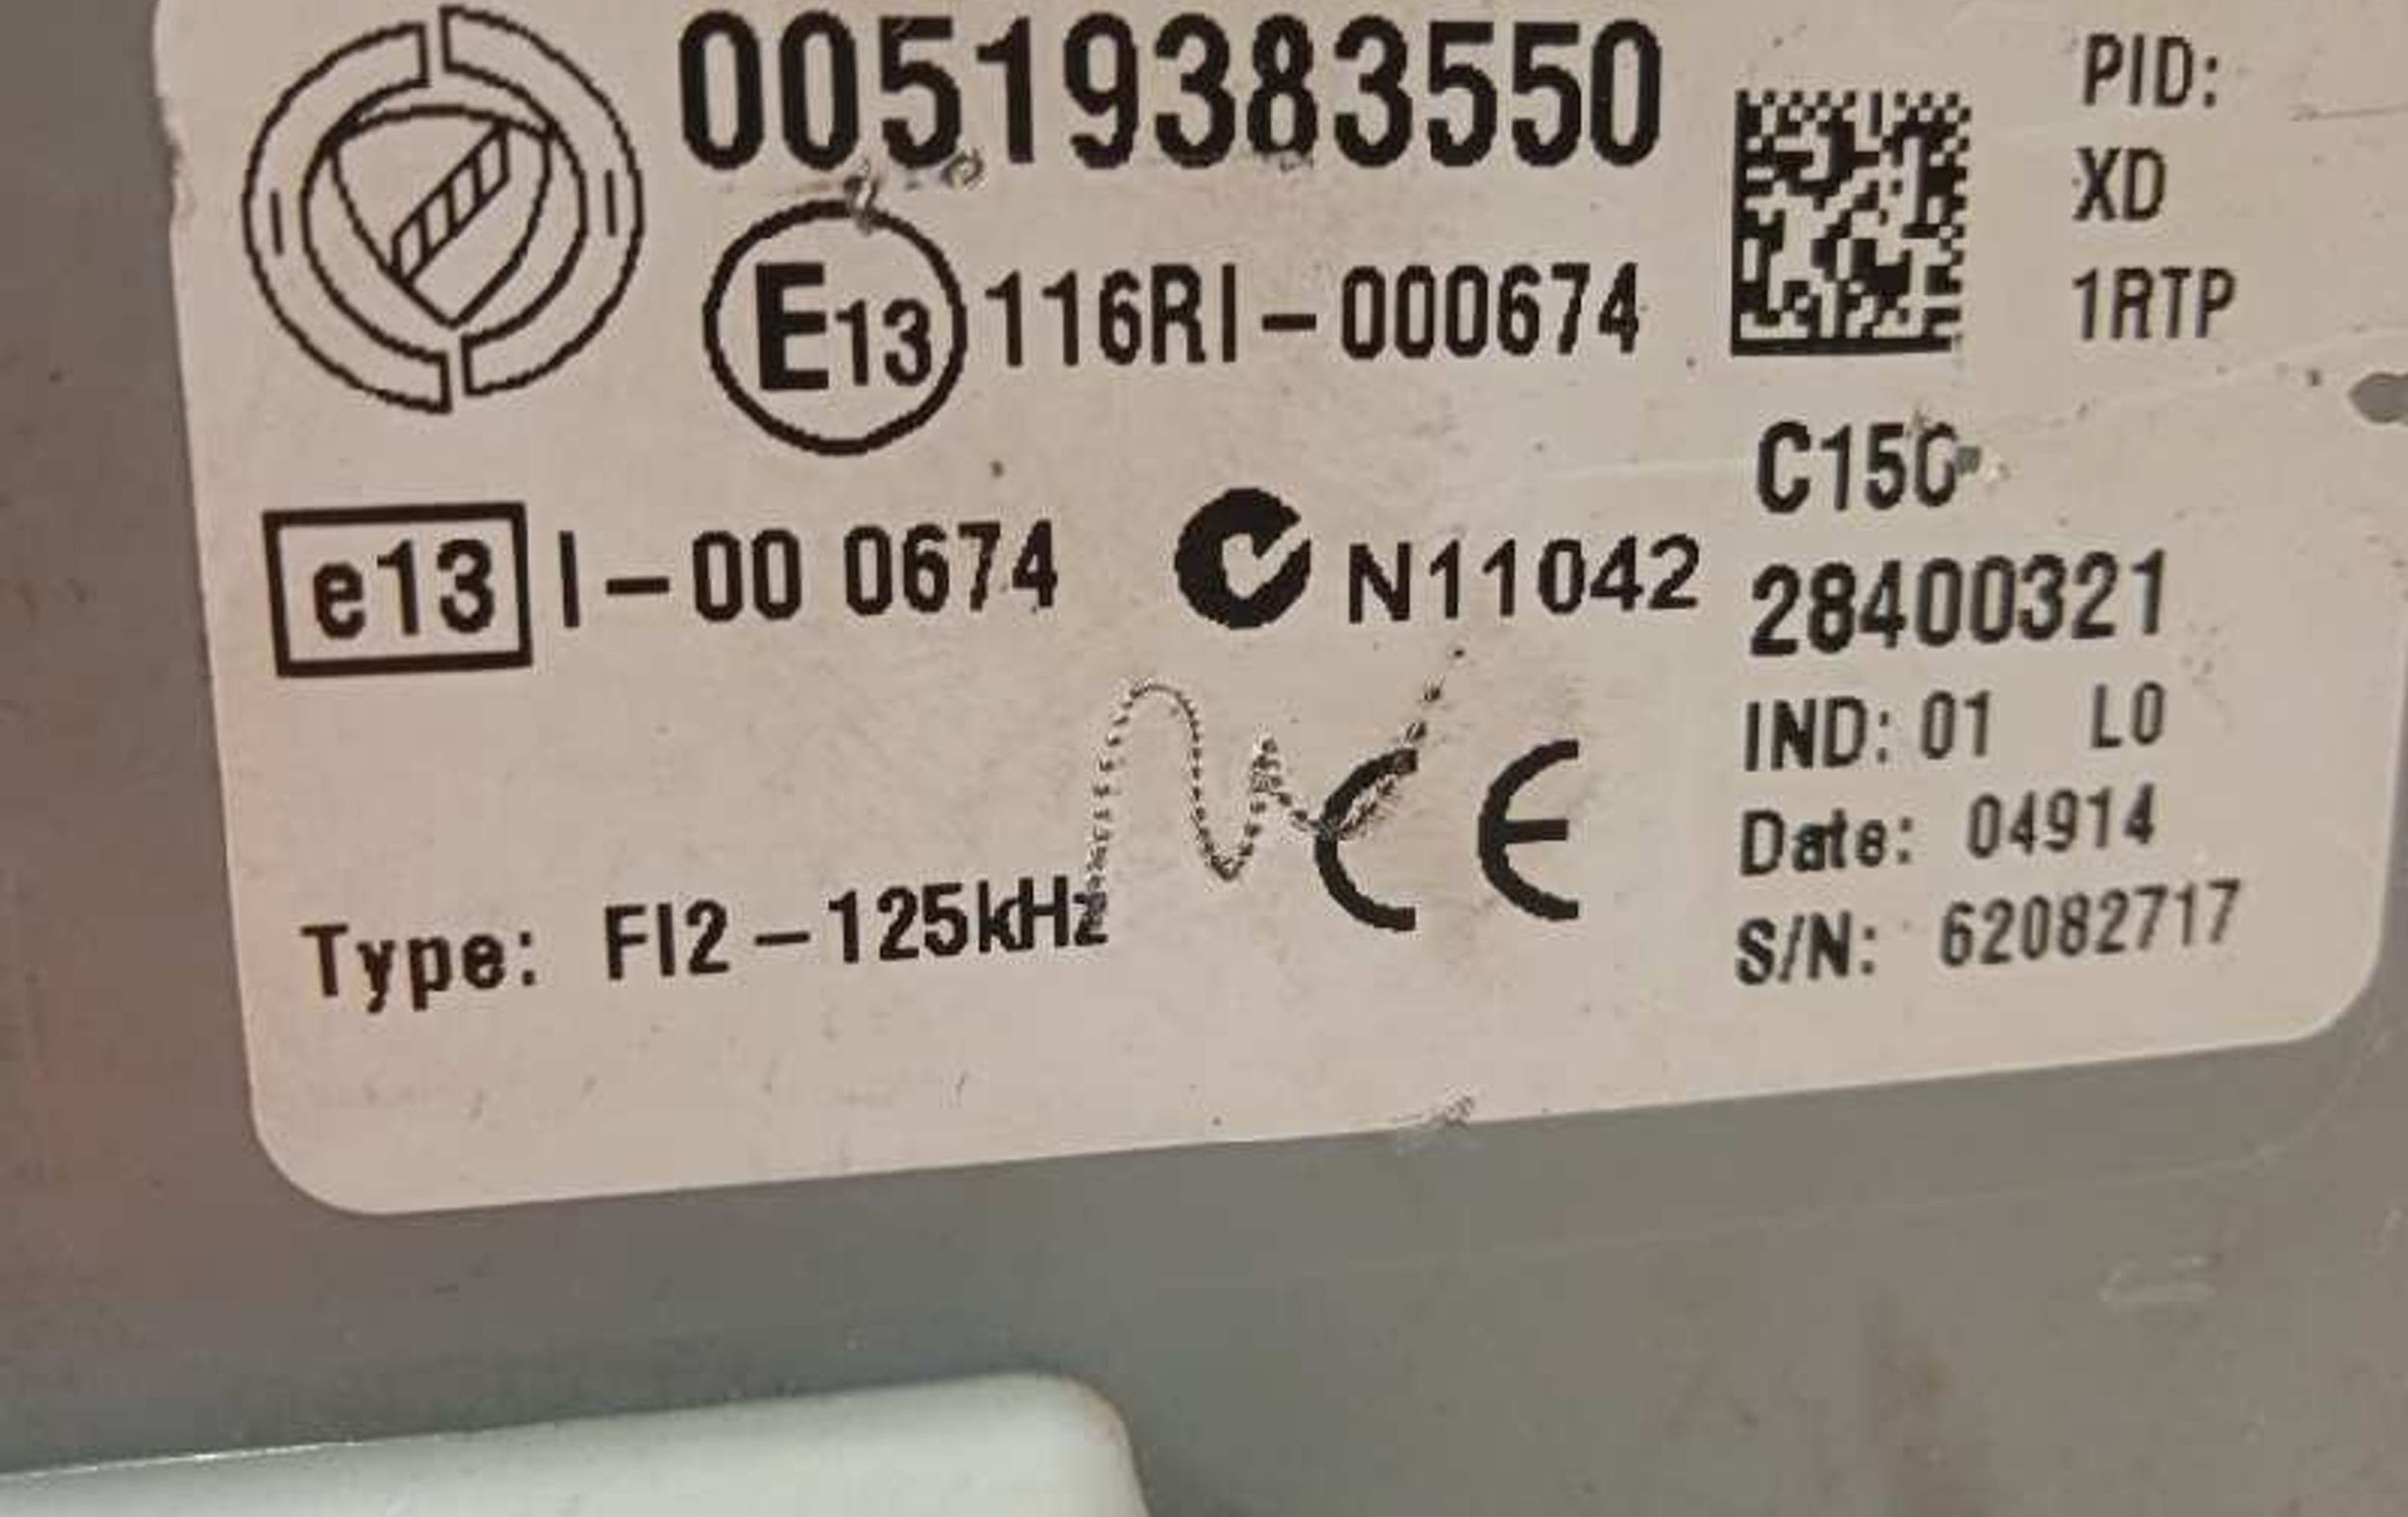 00519383550
PID:
XD
1RTP
E13 116RI-000674
e13 I-00 0674
N11042
28400321
IND: 01 L0
Date: 04914
Type: FI2-125kHz
CE
S/N: 62082717